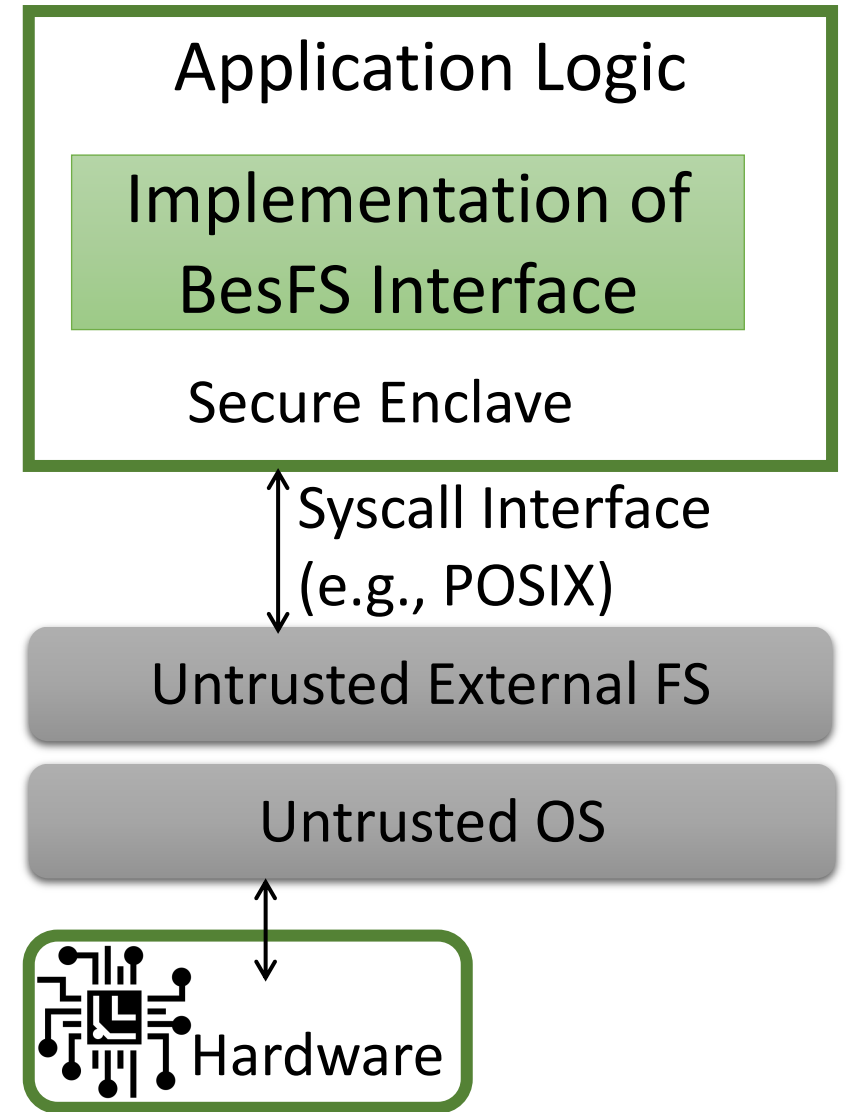 Application Logic
Implementation of
BesFS Interface
Secure Enclave
Syscall Interface
(e.g., POSIX)
Untrusted External FS
Untrusted OS
Hardware